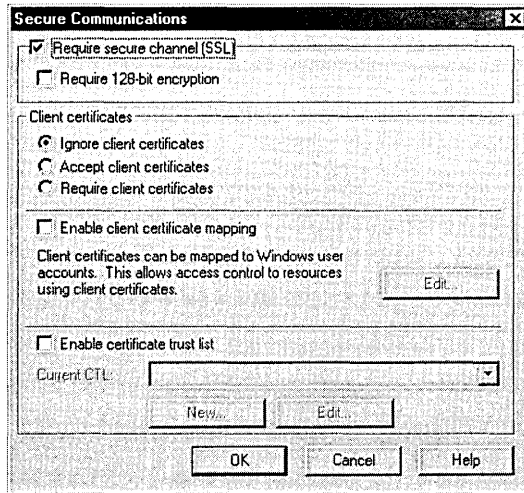 Secure Communications
Require secure channel (SSL)
Require 128-bit encryption
Client certificates
Ignore client certificates
Accept client certificates
Require client certificates
Enable client certificate mapping
Client certificates can be mapped to Windows user
accounts. This allows access control to resources
using client certificates.
Edit...
Enable certificate trust list
Current CTL:
New...
Edit...
OK
Cancel
Help